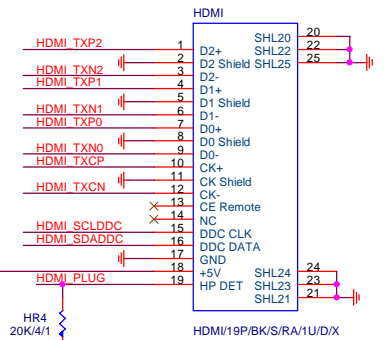 HDMI
HDMI_TXP2 1 D2+ SHL20 20
2 D2 Shield SHL22 22
HDMI_TXN2 3 D2- SHL25 25
HDMI_TXP1 4 D1+
5 D1 Shield
HDMI_TXN1 6 D1-
HDMI_TXP0 7 D0+
8 D0 Shield
HDMI_TXN0 9 D0-
HDMI_TXCP 10 CK+
11 CK Shield
HDMI_TXCN 12 CK-
13 CE Remote
14 NC
HDMI_SCLDDC 15 DDC CLK
HDMI_SDADDC 16 DDC DATA
17 GND
18 +5V SHL24 24
HDMI_PLUG 19 HP DET SHL23 23
SHL21 21
HR4
20K/4/1
HDMI/19P/BK/S/RA/1U/D/X